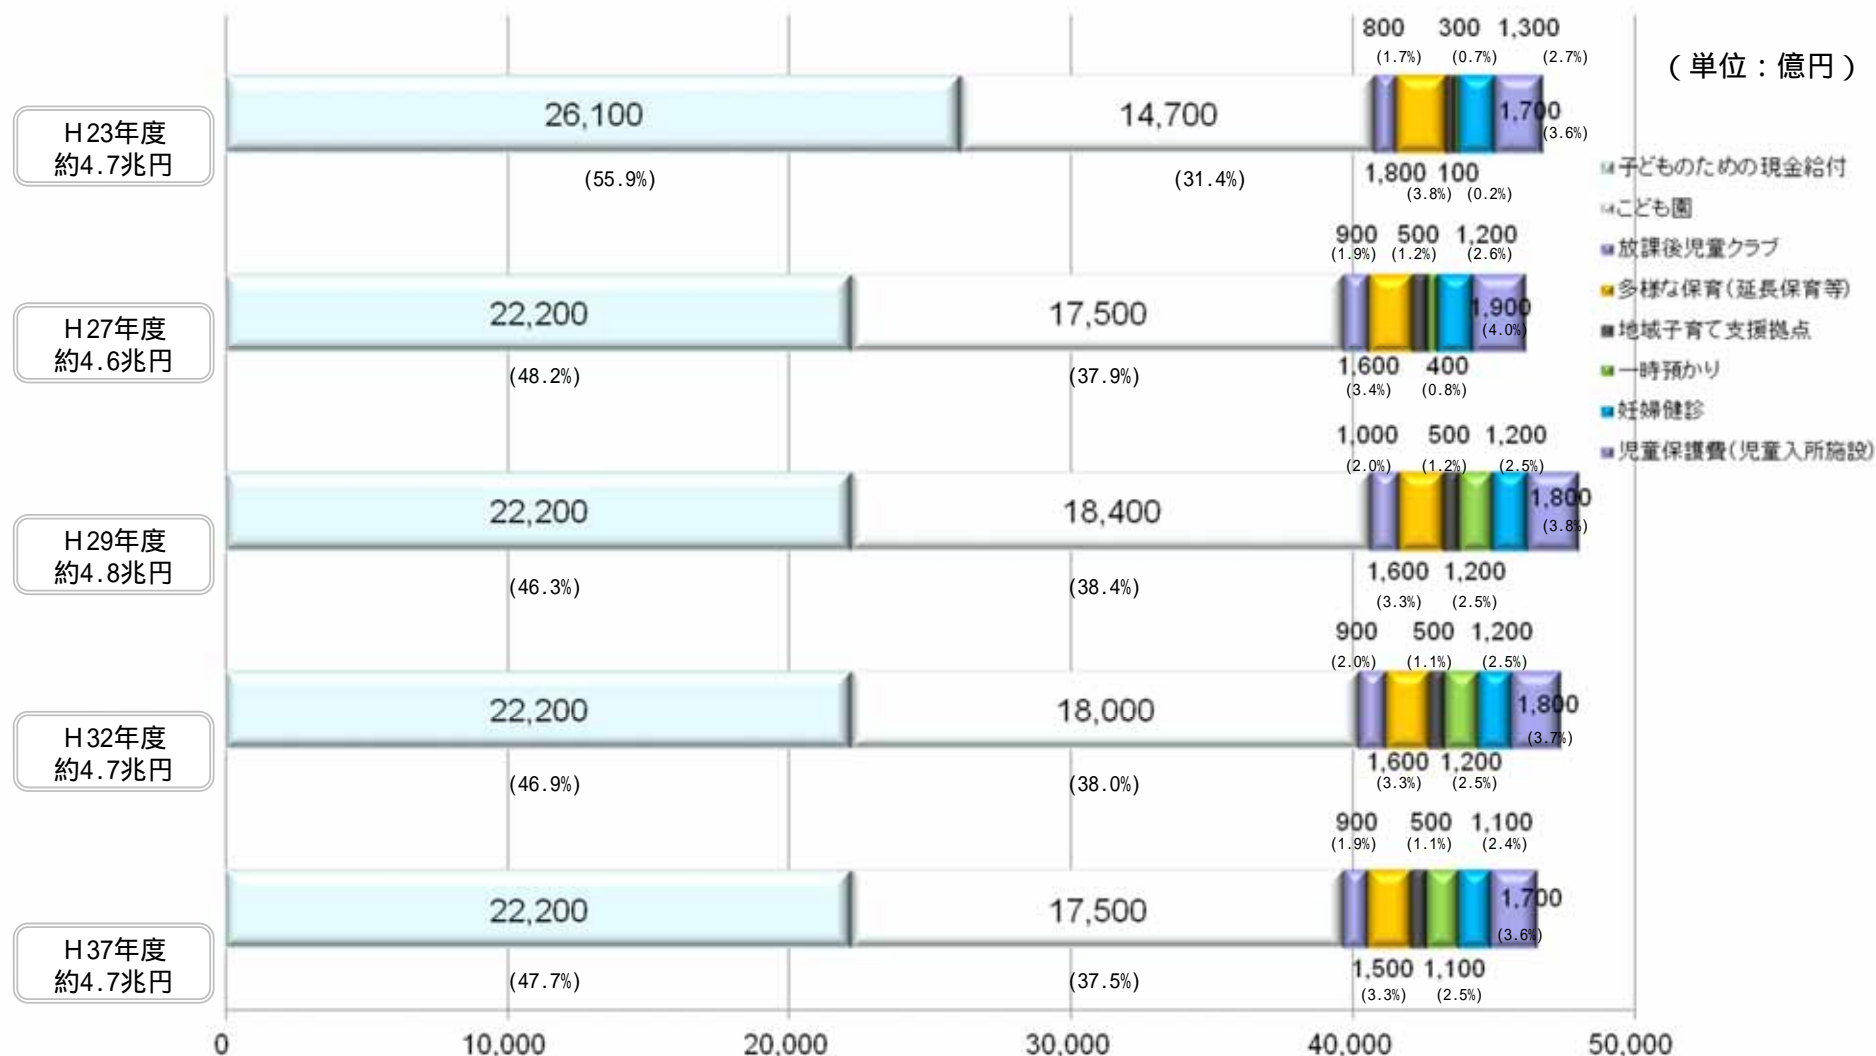 800 300 1,300
(1.7%) (0.7%) (2.7%)
(単位：億円)
H23年度
約4.7兆円
26,100
14,700
1,700
(3.6%)
(55.9%)
(31.4%)
1,800 100
(3.8%) (0.2%)
子どものための現金給付
こども園
放課後児童クラブ
多様な保育(延長保育等)
地域子育て支援拠点
一時預かり
妊婦健診
児童保護費(児童入所施設)
900 500 1,200
(1.9%) (1.2%) (2.6%)
H27年度
約4.6兆円
22,200
17,500
1,900
(4.0%)
(48.2%)
(37.9%)
1,600 400
(3.4%) (0.8%)
1,000 500 1,200
(2.0%) (1.2%) (2.5%)
H29年度
約4.8兆円
22,200
18,400
1,800
(3.8%)
(46.3%)
(38.4%)
1,600 1,200
(3.3%) (2.5%)
900 500 1,200
(2.0%) (1.1%) (2.5%)
H32年度
約4.7兆円
22,200
18,000
1,800
(3.7%)
(46.9%)
(38.0%)
1,600 1,200
(3.3%) (2.5%)
900 500 1,100
(1.9%) (1.1%) (2.4%)
H37年度
約4.7兆円
22,200
17,500
1,700
(3.6%)
(47.7%)
(37.5%)
1,500 1,100
(3.3%) (2.5%)
0 10,000 20,000 30,000 40,000 50,000